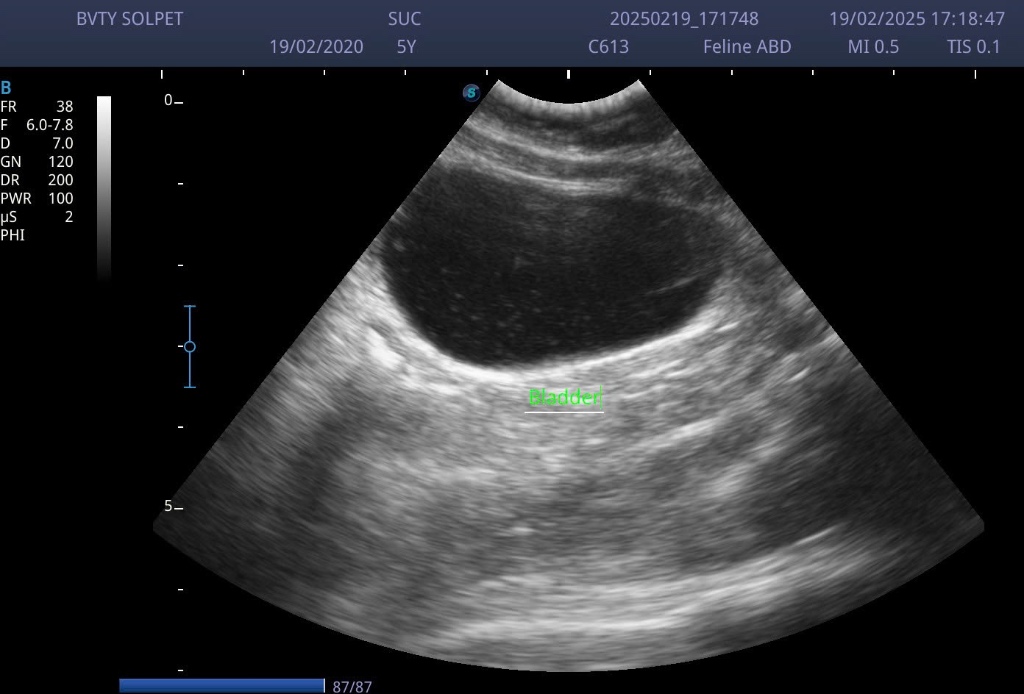 BVTY SOLPET SUC 20250219_171748 19/02/2025 17:18:47
19/02/2020 5Y C613 Feline ABD MI 0.5 TIS 0.1
B
FR 38
F 6.0-7.8
D 7.0
GN 120
DR 200
PWR 100
µS 2
PHI
S
0
Bladder
5
87/87